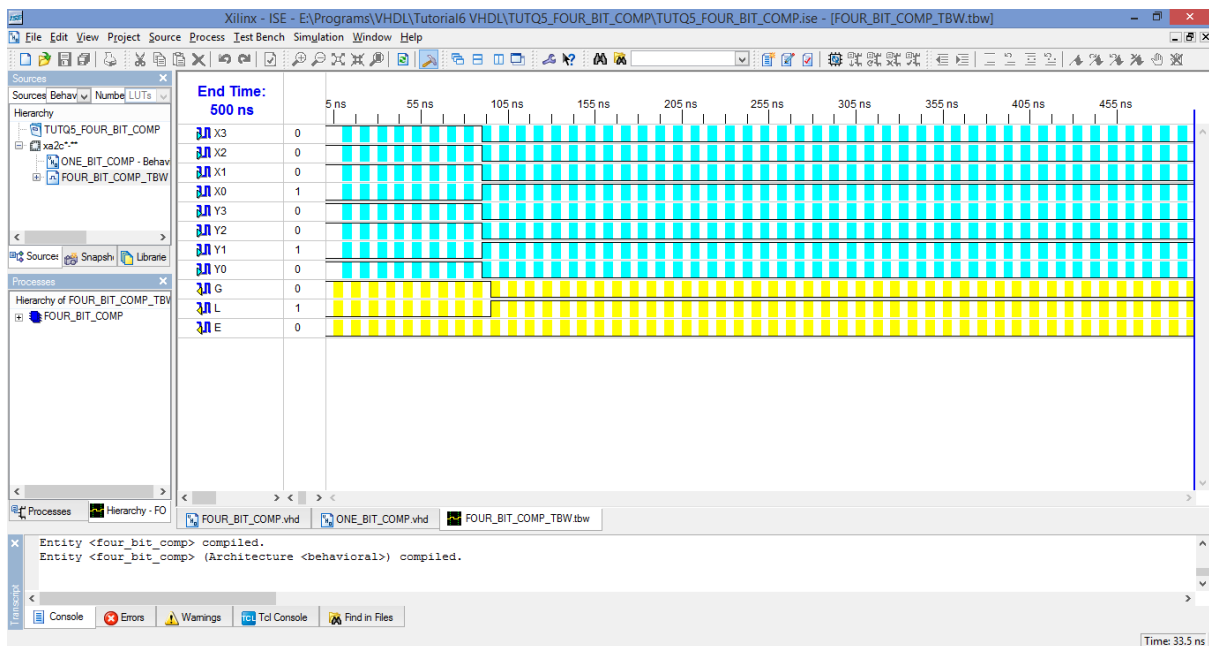 ISE
Xilinx - ISE - E:\Programs\VHDL\Tutorial6 VHDL\TUTQ5_FOUR_BIT_COMP\TUTQ5_FOUR_BIT_COMP.ise - [FOUR_BIT_COMP_TBW.tbw]
File Edit View Project Source Process Test Bench Simulation Window Help
Sources
Sources Behav Numbe LUTs
Hierarchy
TUTQ5_FOUR_BIT_COMP
xa2c*-**
ONE_BIT_COMP - Behav
FOUR_BIT_COMP_TBW
Source: Snapsh Librarie
Processes
Hierarchy of FOUR_BIT_COMP_TBV
FOUR_BIT_COMP
Processes Hierarchy - FO
End Time:
500 ns
5 ns 55 ns 105 ns 155 ns 205 ns 255 ns 305 ns 355 ns 405 ns 455 ns
X3 0
X2 0
X1 0
X0 1
Y3 0
Y2 0
Y1 1
Y0 0
G 0
L 1
E 0
FOUR_BIT_COMP.vhd ONE_BIT_COMP.vhd FOUR_BIT_COMP_TBW.tbw
Entity <four_bit_comp> compiled.
Entity <four_bit_comp> (Architecture <behavioral>) compiled.
Transcript
Console Errors Warnings TCL Tcl Console Find in Files
Time: 33.5 ns